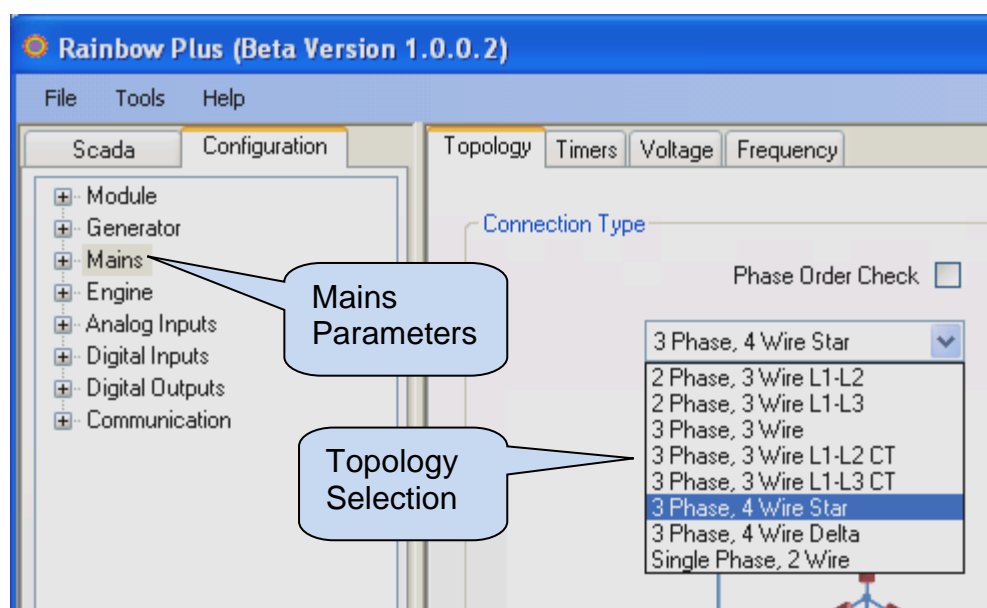 Rainbow Plus (Beta Version 1.0.0.2)
File Tools Help
Scada Configuration
Topology Timers Voltage Frequency
Module
Generator
Mains
Engine
Analog Inputs
Digital Inputs
Digital Outputs
Communication
Mains
Parameters
Topology
Selection
Connection Type
Phase Order Check
3 Phase, 4 Wire Star
2 Phase, 3 Wire L1-L2
2 Phase, 3 Wire L1-L3
3 Phase, 3 Wire
3 Phase, 3 Wire L1-L2 CT
3 Phase, 3 Wire L1-L3 CT
3 Phase, 4 Wire Star
3 Phase, 4 Wire Delta
Single Phase, 2 Wire